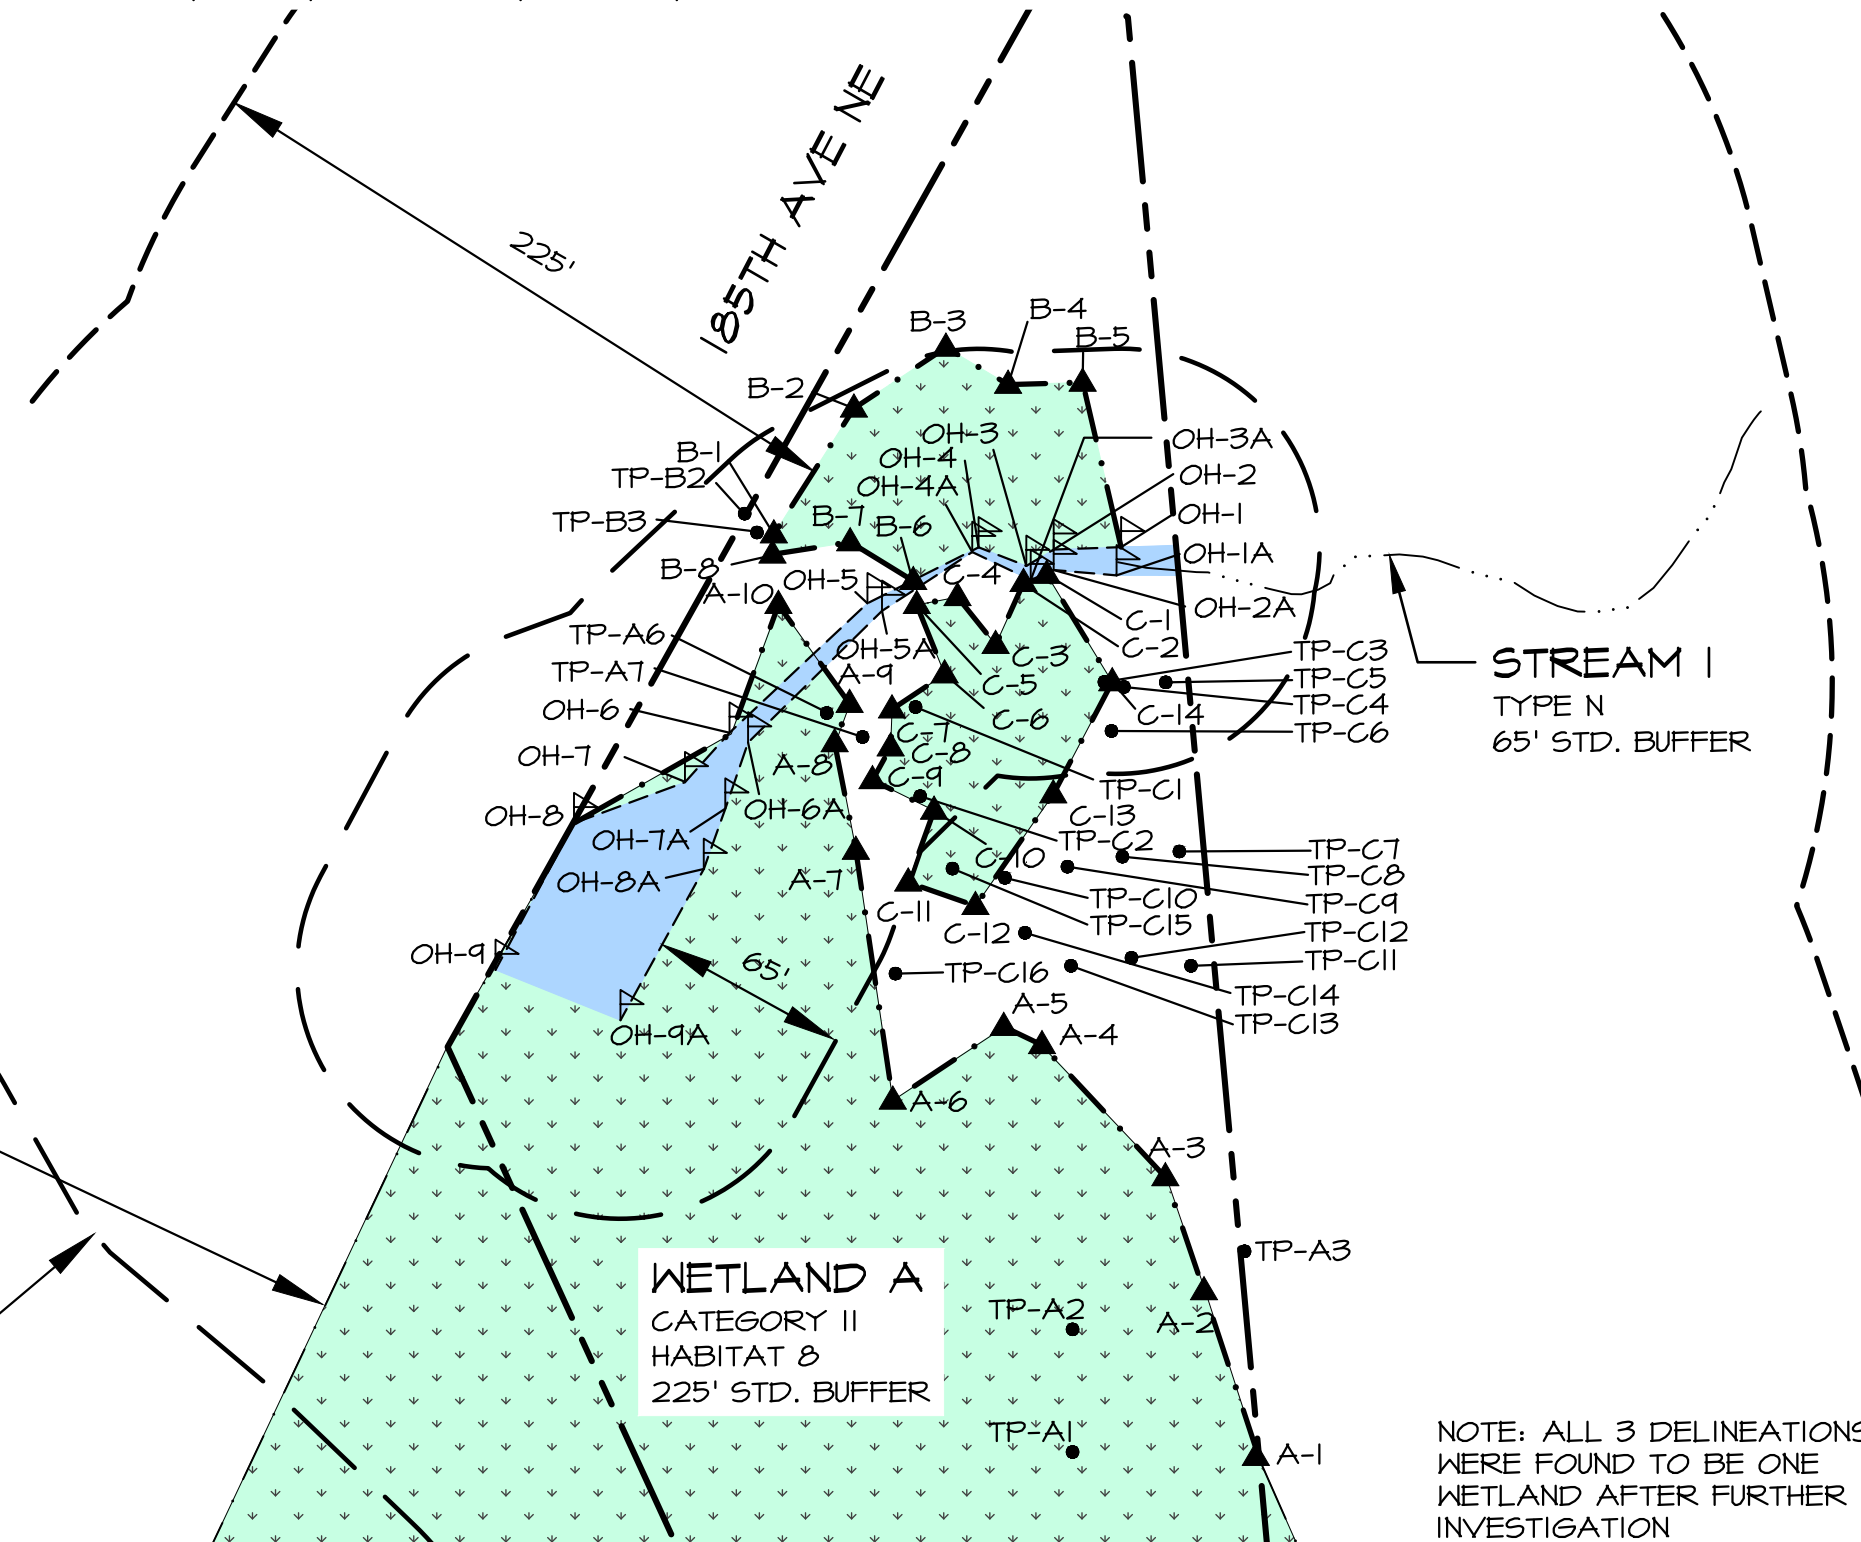 185TH AVE NE
225'
B-3
B-4
B-5
B-2
B-1
TP-B2
TP-B3
B-7
B-6
B-8
OH-3
OH-4
OH-4A
OH-3A
OH-2
OH-1
OH-1A
OH-2A
C-4
OH-5
A-10
C-1
C-2
TP-A6
OH-5A
C-3
TP-A7
A-9
C-5
TP-C3
TP-C5
TP-C4
TP-C6
OH-6
C-6
C-14
C-7
C-8
OH-7
A-8
C-9
TP-C1
OH-8
OH-6A
C-13
OH-7A
TP-C2
C-10
TP-C7
TP-C8
OH-8A
A-7
TP-C10
TP-C9
C-11
TP-C15
C-12
TP-C12
OH-9
TP-C11
65'
TP-C16
TP-C14
A-5
TP-C13
OH-9A
A-4
A-6
A-3
STREAM 1
TYPE N
65' STD. BUFFER
TP-A3
WETLAND A
CATEGORY II
HABITAT 8
225' STD. BUFFER
TP-A2
A-2
TP-A1
A-1
NOTE: ALL 3 DELINEATIONS
WERE FOUND TO BE ONE
WETLAND AFTER FURTHER
INVESTIGATION